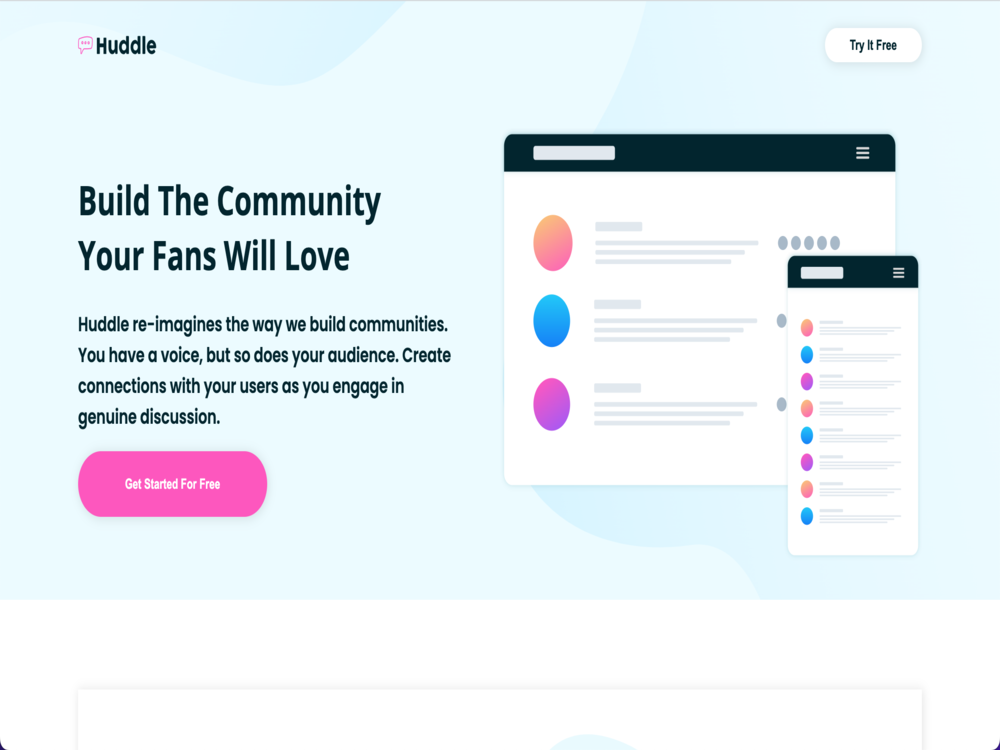 Huddle
Try It Free
Build The Community
Your Fans Will Love
Huddle re-imagines the way we build communities.
You have a voice, but so does your audience. Create
connections with your users as you engage in
genuine discussion.
Get Started For Free